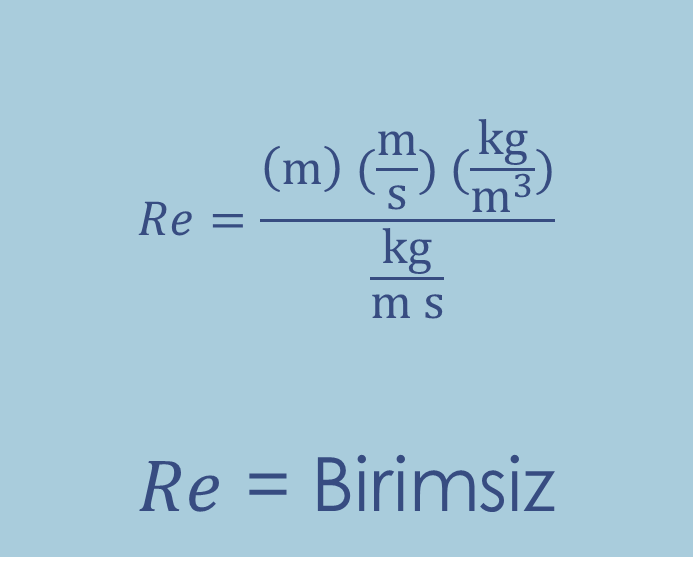 Re = (m) (m/s) (kg/m³) / (kg/m s)
Re = Birimsiz